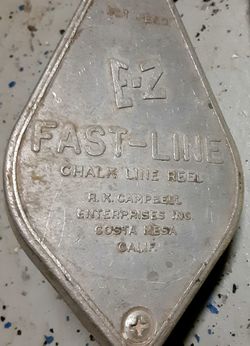 E-Z
FAST-LINE
CHALK LINE REEL
R. K. CAMPBELL
ENTERPRISES INC.
COSTA MESA
CALIF.